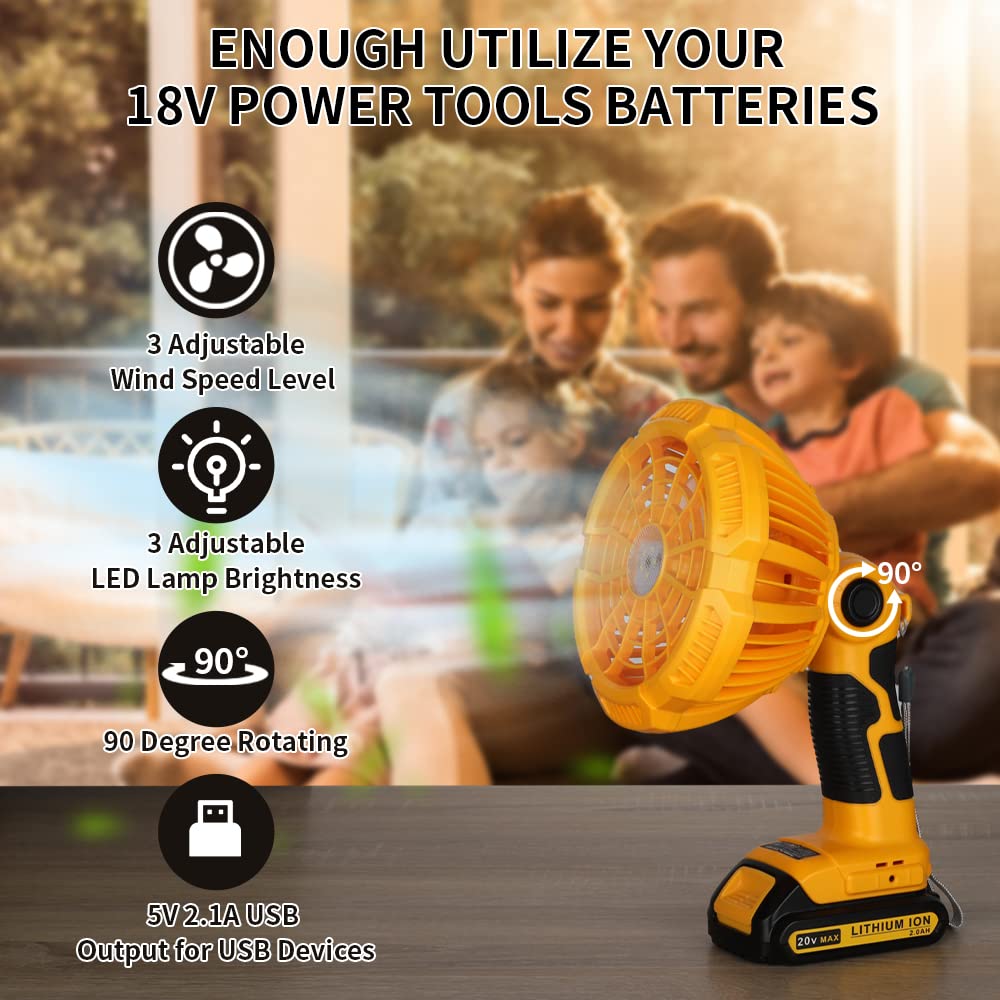 ENOUGH UTILIZE YOUR
18V POWER TOOLS BATTERIES
3 Adjustable
Wind Speed Level
3 Adjustable
LED Lamp Brightness
90°
90 Degree Rotating
5V 2.1A USB
Output for USB Devices
90°
20V MAX
LITHIUM ION
2.0AH